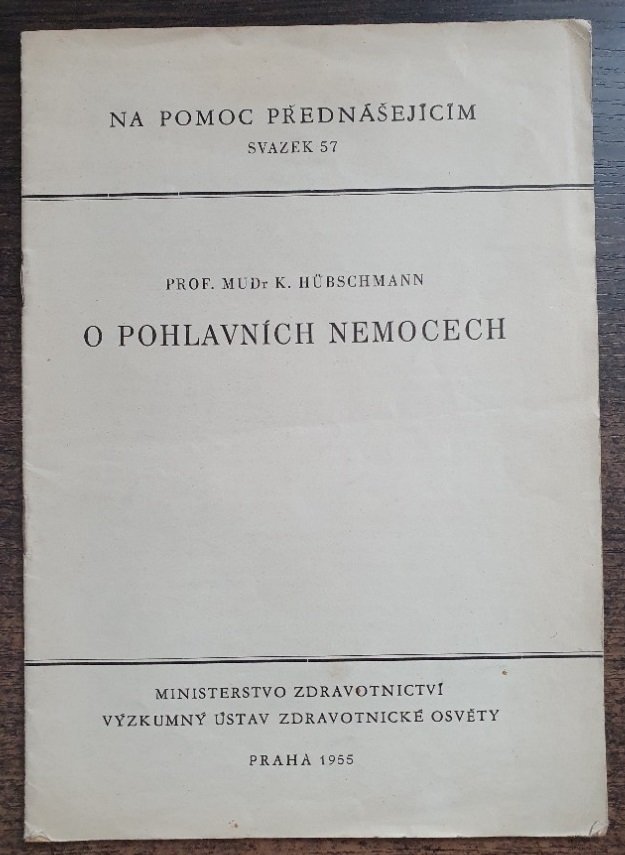 NA POMOC PŘEDNÁŠEJÍCÍM
SVAZEK 57
PROF. MUDr K. HÜBSCHMANN
O POHLAVNÍCH NEMOCECH
MINISTERSTVO ZDRAVOTNICTVÍ
VÝZKUMNÝ ÚSTAV ZDRAVOTNICKÉ OSVĚTY
PRAHA 1955